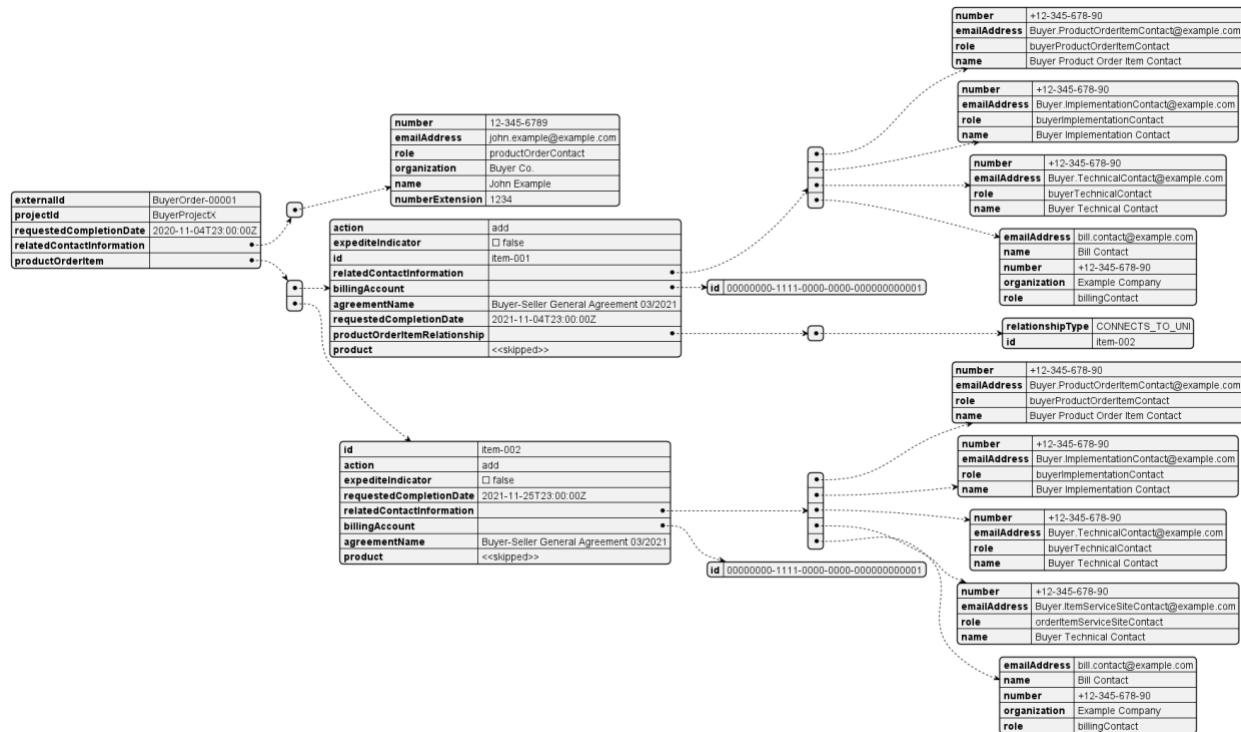 externalId BuyerOrder-00001
projectId BuyerProjectX
requestedCompletionDate 2020-11-04T23:00:00Z
relatedContactInformation
productOrderItem
number 12-345-6789
emailAddress john.example@example.com
role productOrderContact
organization Buyer Co.
name John Example
numberExtension 1234
action add
expediteIndicator ☐ false
id item-001
relatedContactInformation
billingAccount
agreementName Buyer-Seller General Agreement 03/2021
requestedCompletionDate 2021-11-04T23:00:00Z
productOrderItemRelationship
product <<skipped>>
number +12-345-678-90
emailAddress Buyer.ProductOrderItemContact@example.com
role buyerProductOrderItemContact
name Buyer Product Order Item Contact
number +12-345-678-90
emailAddress Buyer.ImplementationContact@example.com
role buyerImplementationContact
name Buyer Implementation Contact
number +12-345-678-90
emailAddress Buyer.TechnicalContact@example.com
role buyerTechnicalContact
name Buyer Technical Contact
emailAddress bill.contact@example.com
name Bill Contact
number +12-345-678-90
organization Example Company
role billingContact
id 00000000-1111-0000-0000-000000000001
relationshipType CONNECTS_TO_UNI
id item-002
id item-002
action add
expediteIndicator ☐ false
requestedCompletionDate 2021-11-25T23:00:00Z
relatedContactInformation
billingAccount
agreementName Buyer-Seller General Agreement 03/2021
product <<skipped>>
number +12-345-678-90
emailAddress Buyer.ProductOrderItemContact@example.com
role buyerProductOrderItemContact
name Buyer Product Order Item Contact
number +12-345-678-90
emailAddress Buyer.ImplementationContact@example.com
role buyerImplementationContact
name Buyer Implementation Contact
number +12-345-678-90
emailAddress Buyer.TechnicalContact@example.com
role buyerTechnicalContact
name Buyer Technical Contact
id 00000000-1111-0000-0000-000000000001
number +12-345-678-90
emailAddress Buyer.ItemServiceSiteContact@example.com
role orderItemServiceSiteContact
name Buyer Technical Contact
emailAddress bill.contact@example.com
name Bill Contact
number +12-345-678-90
organization Example Company
role billingContact